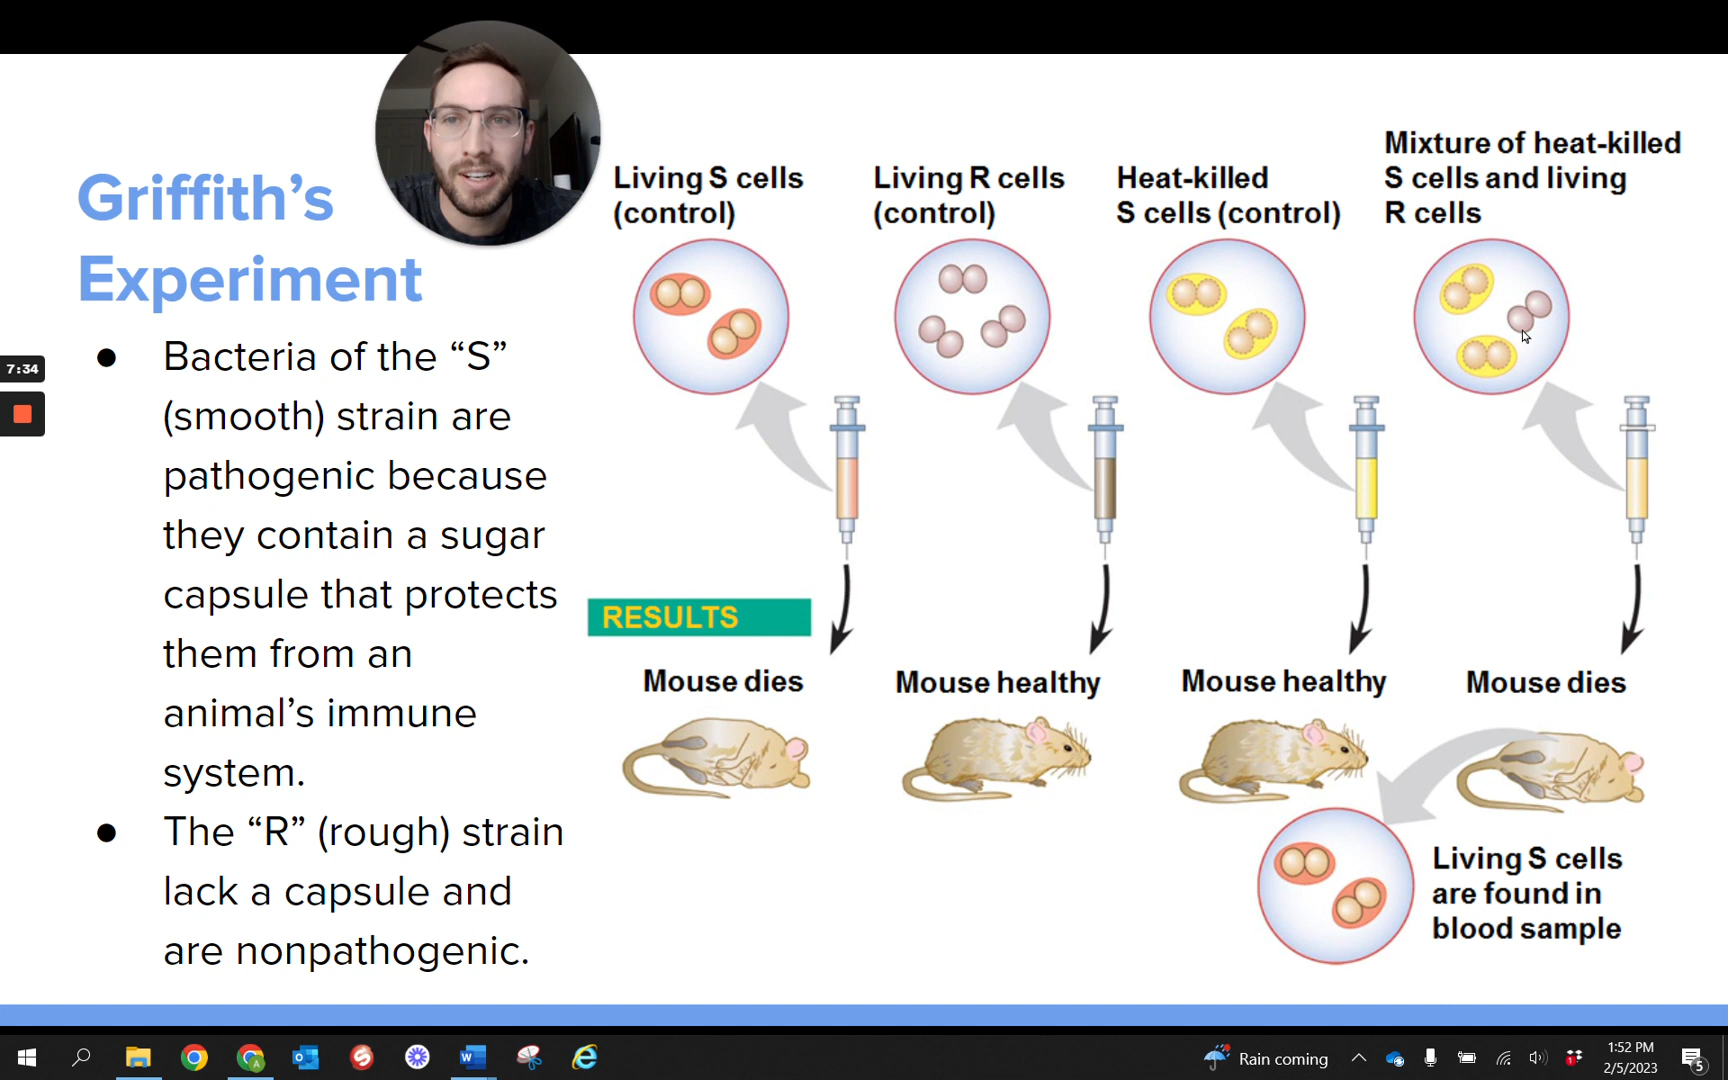 Griffith’s
Experiment
● Bacteria of the “S”
(smooth) strain are
pathogenic because
they contain a sugar
capsule that protects
them from an
animal’s immune
system.
● The “R” (rough) strain
lack a capsule and
are nonpathogenic.
7:34
Living S cells
(control)
Living R cells
(control)
Heat-killed
S cells (control)
Mixture of heat-killed
S cells and living
R cells
RESULTS
Mouse dies
Mouse healthy
Mouse healthy
Mouse dies
Living S cells
are found in
blood sample
Rain coming
1:52 PM
2/5/2023
5